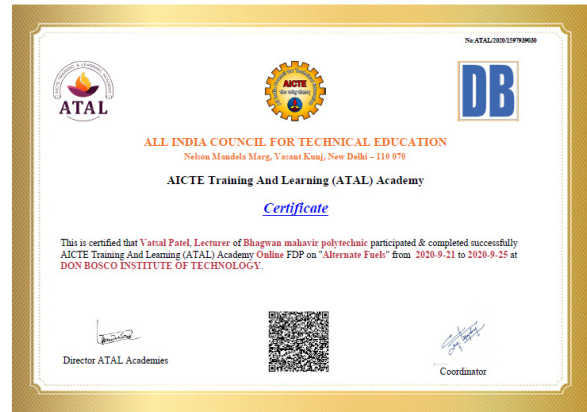 No:ATAL/2020/1597939030
ATAL
AICTE
DB
ALL INDIA COUNCIL FOR TECHNICAL EDUCATION
Nelson Mandela Marg, Vasant Kunj, New Delhi – 110 070
AICTE Training And Learning (ATAL) Academy
Certificate
This is certified that Vatsal Patel, Lecturer of Bhagwan mahavir polytechnic participated & completed successfully
AICTE Training And Learning (ATAL) Academy Online FDP on "Alternate Fuels" from 2020-9-21 to 2020-9-25 at
DON BOSCO INSTITUTE OF TECHNOLOGY.
Director ATAL Academies
Coordinator